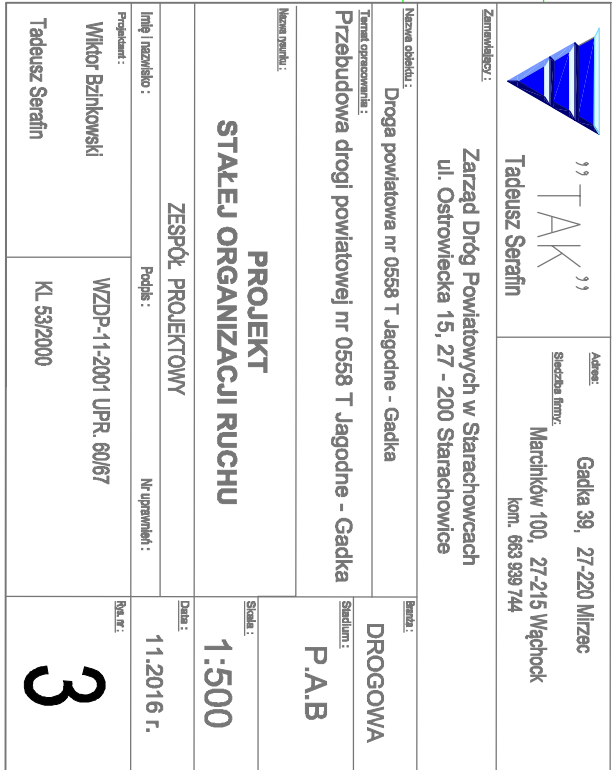 " T A K "
Tadeusz Serafin
Adres:
Gadka 39, 27-220 Mirzec
Siedziba firmy:
Marcinków 100, 27-215 Wąchock
kom. 663 939 744
Zamawiający :
Zarząd Dróg Powiatowych w Starachowcach
ul. Ostrowiecka 15, 27 - 200 Starachowice
Nazwa obiektu :
Droga powiatowa nr 0558 T Jagodne - Gadka
Branża :
DROGOWA
Temat opracowania :
Przebudowa drogi powiatowej nr 0558 T Jagodne - Gadka
Stadium :
P.A.B
Nazwa rysunku :
PROJEKT
STAŁEJ ORGANIZACJI RUCHU
Skala :
1:500
ZESPÓŁ PROJEKTOWY
Data :
11.2016 r.
Imię i nazwisko :
Podpis :
Nr uprawnień :
Projektant :
Wiktor Bzinkowski
WZDP-11-2001 UPR. 60/67
Tadeusz Serafin
KL 53/2000
Rys. nr :
3